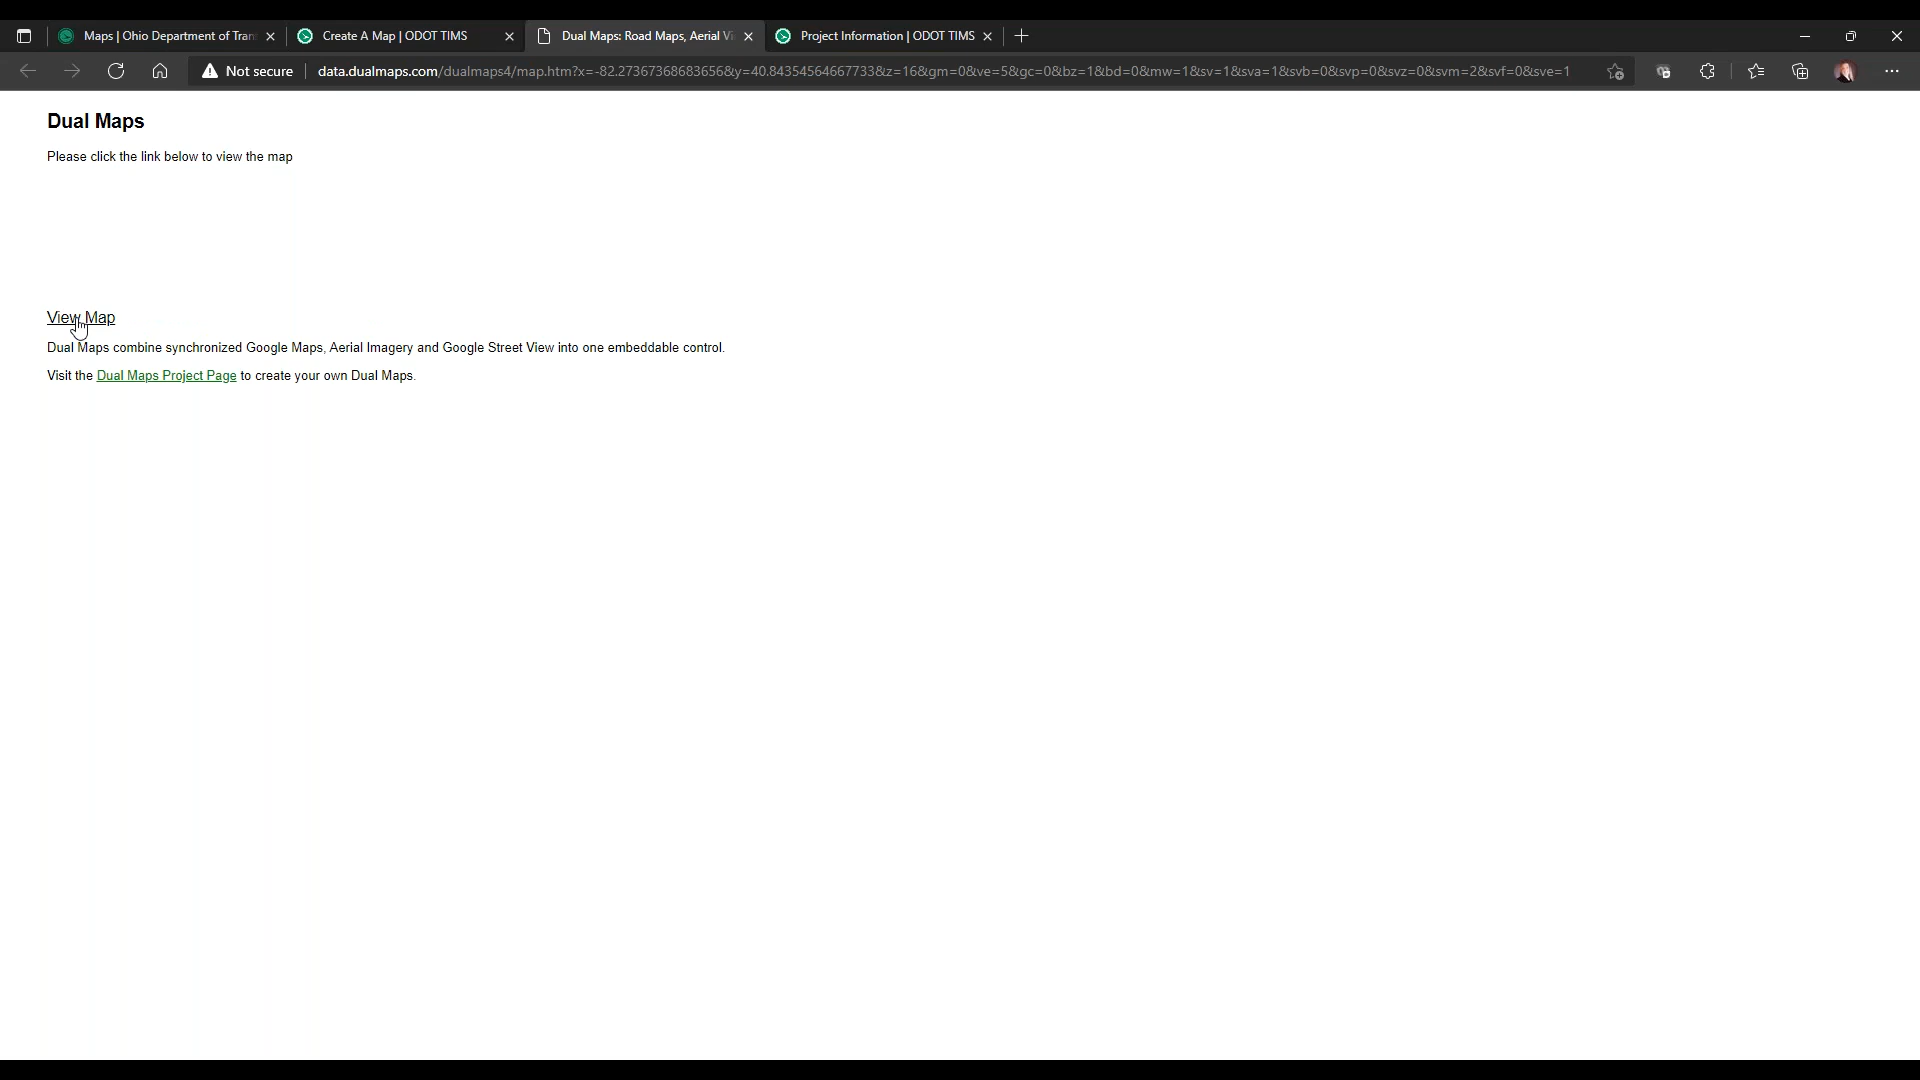 Maps | Ohio Department of Tran
Create A Map | ODOT TIMS
Dual Maps: Road Maps, Aerial Vi
Project Information | ODOT TIMS
Not secure
data.dualmaps.com/dualmaps4/map.htm?x=-82.27367368683656&y=40.84354564667733&z=16&gm=0&ve=5&gc=0&bz=1&bd=0&mw=1&sv=1&sva=1&svb=0&svp=0&svz=0&svm=2&svf=0&sve=1
Dual Maps
Please click the link below to view the map
View Map
Dual Maps combine synchronized Google Maps, Aerial Imagery and Google Street View into one embeddable control.
Visit the Dual Maps Project Page to create your own Dual Maps.